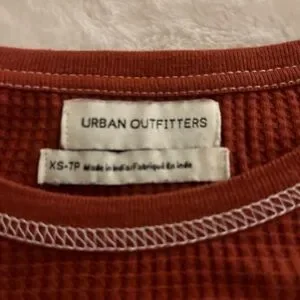 URBAN OUTFITTERS
XS-TP Made in India/Fabriqué En Inde